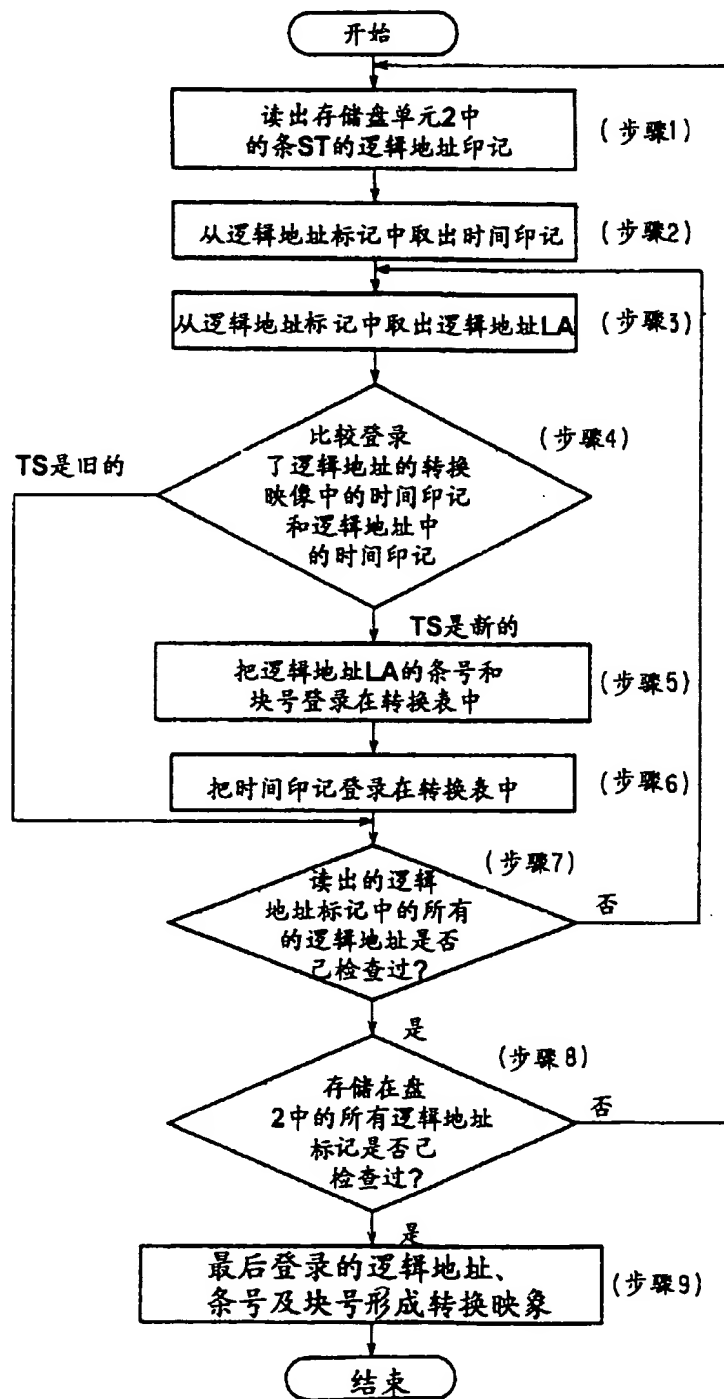 开始
读出存储盘单元2中
的条ST的逻辑地址印记
(步骤1)
从逻辑地址标记中取出时间印记
(步骤2)
从逻辑地址标记中取出逻辑地址LA
(步骤3)
比较登录
了逻辑地址的转换
映像中的时间印记
和逻辑地址中
的时间印记
(步骤4)
TS是旧的
TS是新的
把逻辑地址LA的条号和
块号登录在转换表中
(步骤5)
把时间印记登录在转换表中
(步骤6)
(步骤7)
读出的逻辑
地址标记中的所有
的逻辑地址是否
已检查过?
否
是
(步骤8)
存储在盘
2中的所有逻辑地址
标记是否已
检查过?
否
是
最后登录的逻辑地址、
条号及块号形成转换映象
(步骤9)
结束